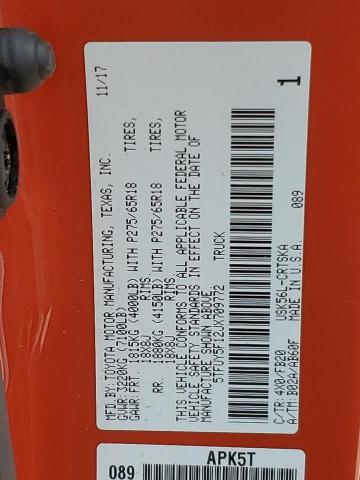 MFD. BY: TOYOTA MOTOR MANUFACTURING, TEXAS, INC. 11/17
GVWR: 3220KG (7100LB)
GAWR: FRT. 1815KG (4000LB) WITH P275/65R18 TIRES,
18X8J RIMS
RR. 1880KG (4150LB) WITH P275/65R18 TIRES,
18X8J RIMS
THIS VEHICLE CONFORMS TO ALL APPLICABLE FEDERAL MOTOR
VEHICLE SAFETY STANDARDS IN EFFECT ON THE DATE OF
MANUFACTURE SHOWN ABOVE.
5TFUY5F12JX709772 TRUCK
C/TR: 4X0/FB20 USK56L-CRTSKA 089
A/TM: B02A/AB60F MADE IN U.S.A. 1
089 APK5T